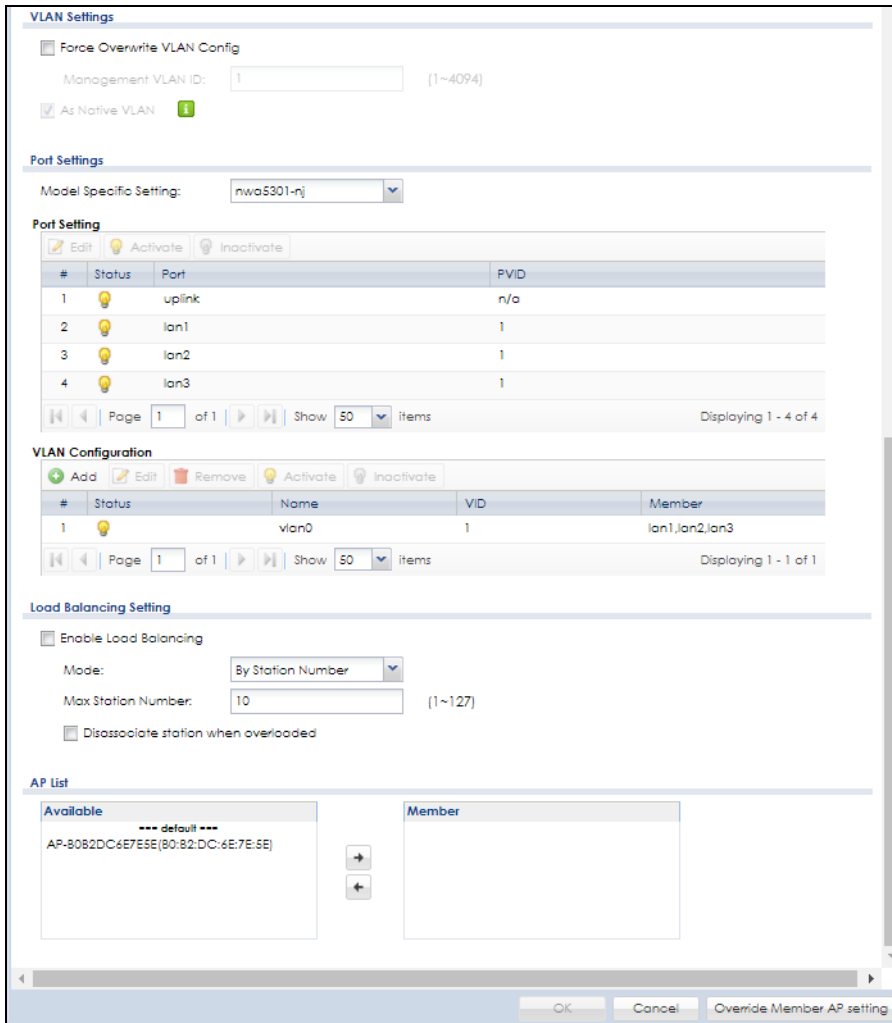 VLAN Settings
Force Overwrite VLAN Config
Management VLAN ID: 1 (1~4094)
As Native VLAN
Port Settings
Model Specific Setting: nwa5301-nj
Port Setting
Edit Activate Inactivate
# Status Port PVID
1 uplink n/a
2 lan1 1
3 lan2 1
4 lan3 1
Page 1 of 1 Show 50 items Displaying 1 - 4 of 4
VLAN Configuration
Add Edit Remove Activate Inactivate
# Status Name VID Member
1 vlan0 1 lan1,lan2,lan3
Page 1 of 1 Show 50 items Displaying 1 - 1 of 1
Load Balancing Setting
Enable Load Balancing
Mode: By Station Number
Max Station Number: 10 (1~127)
Disassociate station when overloaded
AP List
Available Member
--- default ---
AP-B0B2DC6E7E5E(B0:B2:DC:6E:7E:5E)
OK Cancel Override Member AP setting